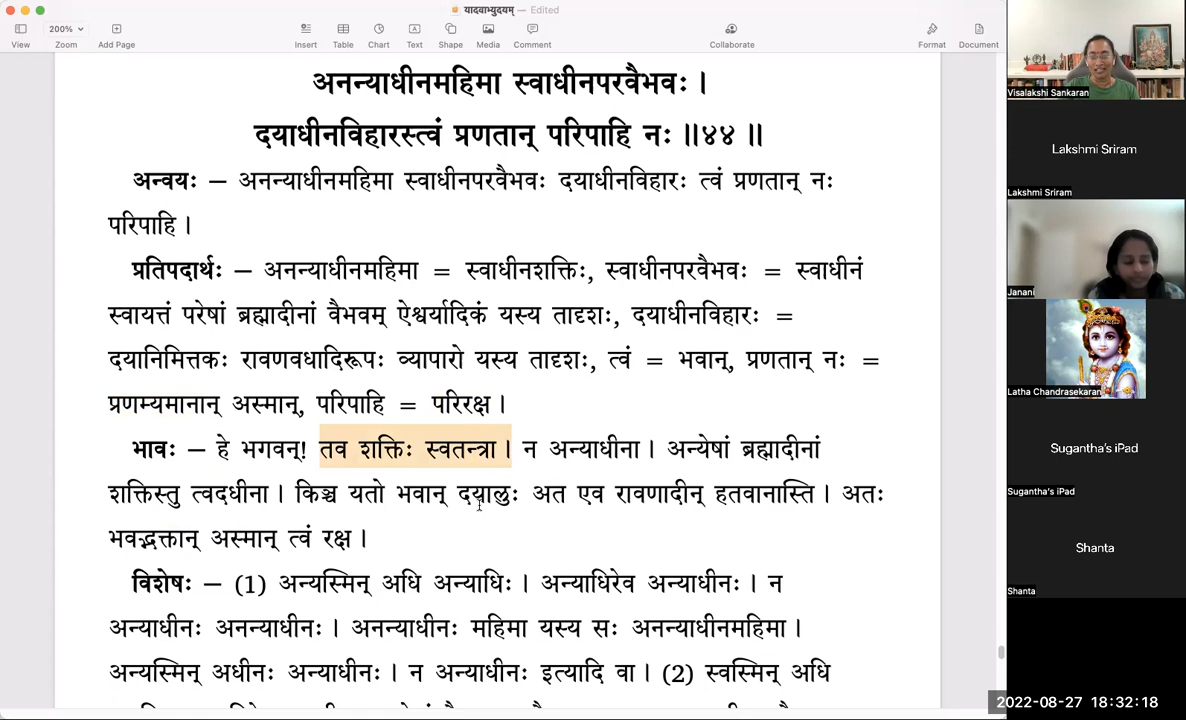 यादवाभ्युदयम् — Edited
200%
View
Zoom
Add Page
Insert
Table
Chart
Text
Shape
Media
Comment
Collaborate
Format
Document
अनन्याधीनमहिमा स्वाधीनपरवैभवः ।
दयाधीनविहारस्त्वं प्रणतान् परिपाहि नः ॥४४ ॥
अन्वयः – अनन्याधीनमहिमा स्वाधीनपरवैभवः दयाधीनविहारः त्वं प्रणतान् नः
परिपाहि ।
प्रतिपदार्थः – अनन्याधीनमहिमा = स्वाधीनशक्तिः, स्वाधीनपरवैभवः = स्वाधीनं
स्वायत्तं परेषां ब्रह्मादीनां वैभवम् ऐश्वर्यादिकं यस्य तादृशः, दयाधीनविहारः =
दयानिमित्तकः रावणवधादिरूपः व्यापारो यस्य तादृशः, त्वं = भवान्, प्रणतान् नः =
प्रणम्यमानान् अस्मान्, परिपाहि = परिरक्ष ।
भावः – हे भगवन्! तव शक्तिः स्वतन्त्रा । न अन्याधीना । अन्येषां ब्रह्मादीनां
शक्तिस्तु त्वदधीना । किञ्च यतो भवान् दयालुः अत एव रावणादीन् हतवानास्ति । अतः
भवद्भक्तान् अस्मान् त्वं रक्ष ।
विशेषः – (1) अन्यस्मिन् अधि अन्याधिः । अन्याधिरेव अन्याधीनः । न
अन्याधीनः अनन्याधीनः । अनन्याधीनः महिमा यस्य सः अनन्याधीनमहिमा ।
अन्यस्मिन् अधीनः अन्याधीनः । न अन्याधीनः इत्यादि वा । (2) स्वस्मिन् अधि
Visalakshi Sankaran
Lakshmi Sriram
Lakshmi Sriram
Janani
Latha Chandrasekaran
Sugantha's iPad
Sugantha's iPad
Shanta
Shanta
2022-08-27 18:32:18